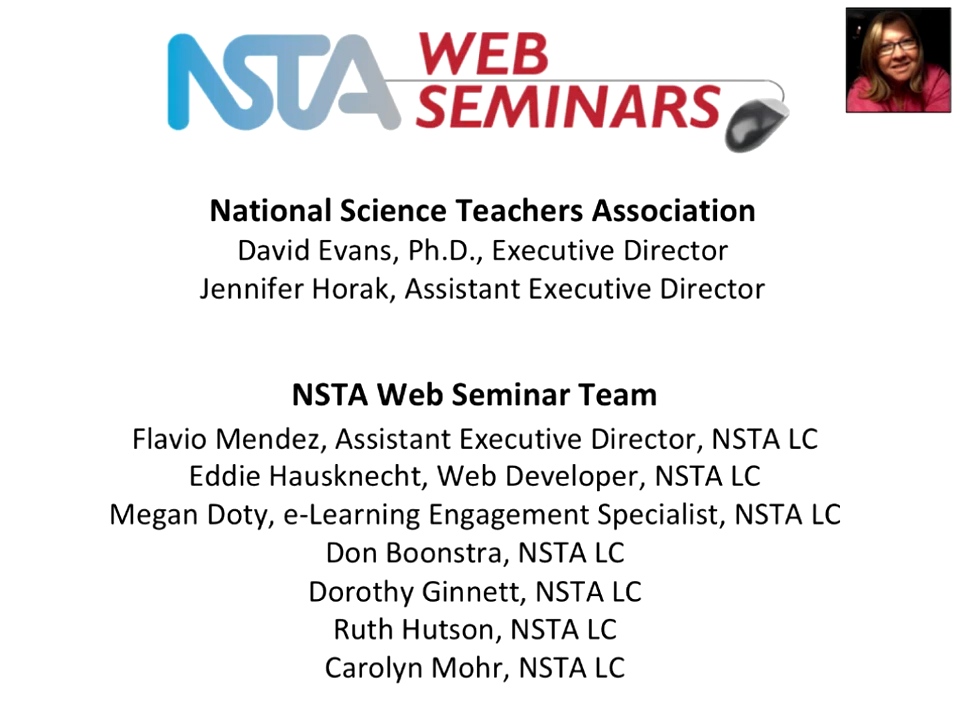 NSTA WEB
SEMINARS
National Science Teachers Association
David Evans, Ph.D., Executive Director
Jennifer Horak, Assistant Executive Director
NSTA Web Seminar Team
Flavio Mendez, Assistant Executive Director, NSTA LC
Eddie Hausknecht, Web Developer, NSTA LC
Megan Doty, e-Learning Engagement Specialist, NSTA LC
Don Boonstra, NSTA LC
Dorothy Ginnett, NSTA LC
Ruth Hutson, NSTA LC
Carolyn Mohr, NSTA LC